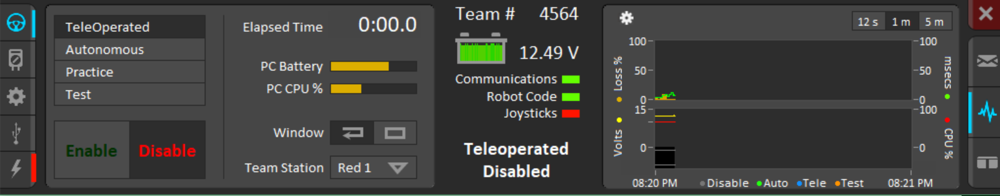 TeleOperated
Autonomous
Practice
Test
Enable Disable
Elapsed Time 0:00.0
PC Battery
PC CPU %
Window
Team Station Red 1
Team # 4564
12.49 V
Communications
Robot Code
Joysticks
Teleoperated
Disabled
12 s 1 m 5 m
100 100
Loss % 50 50 msecs
0 0
15 100
Volts 0 0 CPU %
08:20 PM Disable Auto Tele Test 08:21 PM